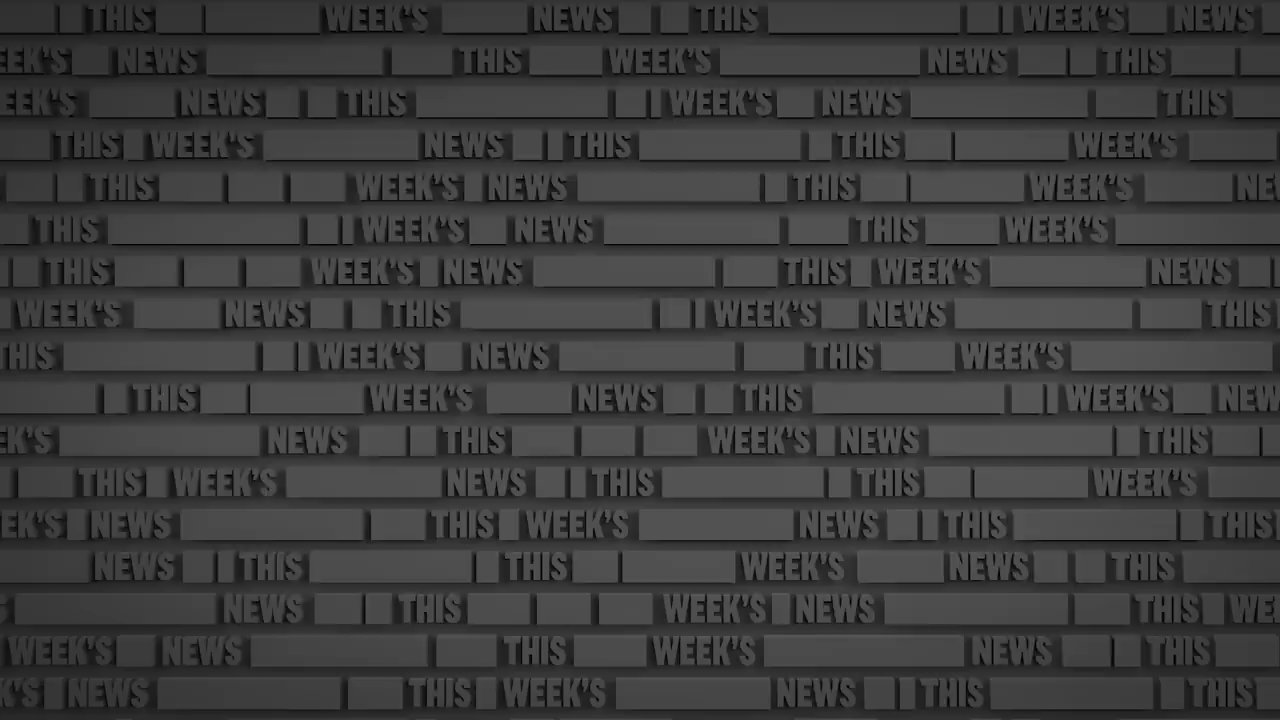 THIS WEEK'S NEWS THIS WEEK'S NEWS
EEK'S NEWS THIS WEEK'S NEWS THIS
EEK'S NEWS THIS WEEK'S NEWS THIS
THIS WEEK'S NEWS THIS THIS WEEK'S
THIS WEEK'S NEWS THIS WEEK'S NE
THIS WEEK'S NEWS THIS WEEK'S
THIS WEEK'S NEWS THIS WEEK'S NEWS
WEEK'S NEWS THIS WEEK'S NEWS THIS
THIS WEEK'S NEWS THIS WEEK'S
THIS WEEK'S NEWS THIS WEEK'S NEW
EK'S NEWS THIS WEEK'S NEWS THIS
THIS WEEK'S NEWS THIS THIS WEEK'S
EK'S NEWS THIS WEEK'S NEWS THIS THIS
NEWS THIS THIS WEEK'S NEWS THIS
S NEWS THIS WEEK'S NEWS THIS WE
WEEK'S NEWS THIS WEEK'S NEWS THIS
K'S NEWS THIS WEEK'S NEWS THIS THIS